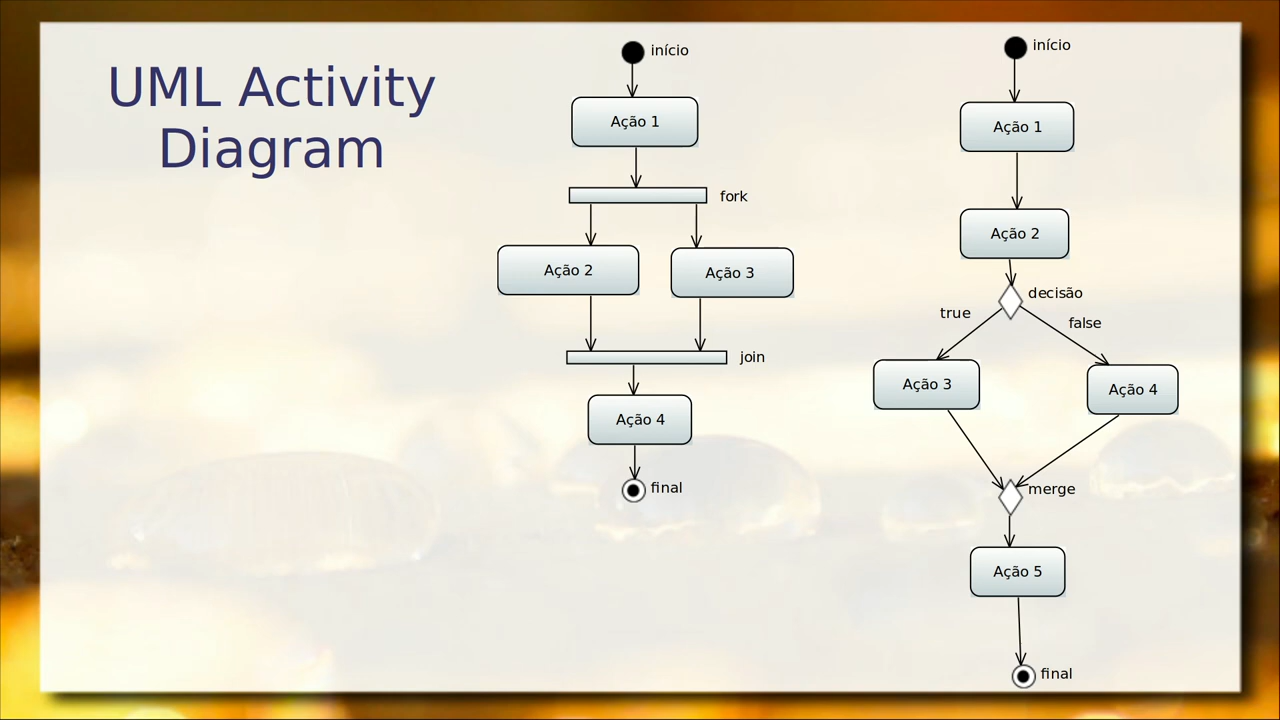 UML Activity
Diagram
início
Ação 1
fork
Ação 2
Ação 3
join
Ação 4
final
início
Ação 1
Ação 2
decisão
true
false
Ação 3
Ação 4
merge
Ação 5
final